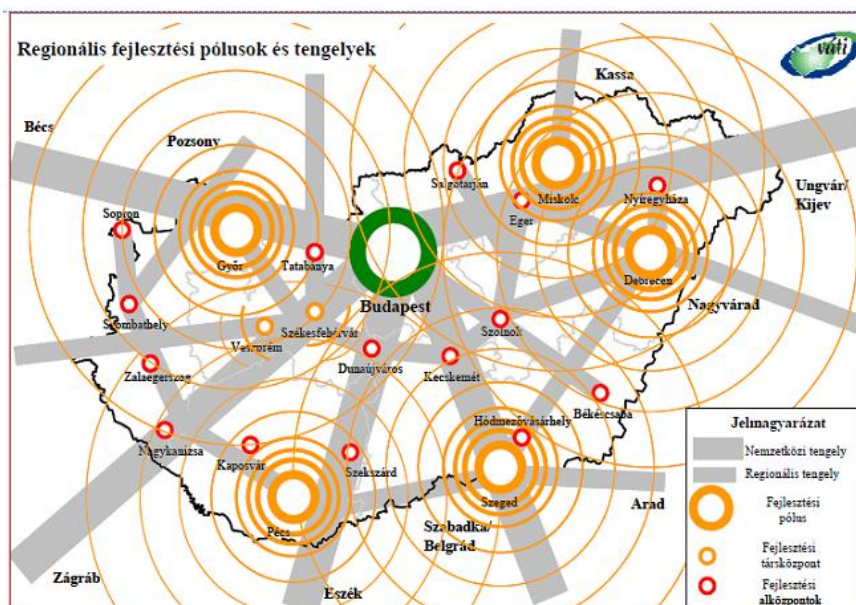 Regionális fejlesztési pólusok és tengelyek
váti
Kassa
Bécs
Pozsony
Ungvár/
Kijev
Sopron
Salgótarján
Miskolc
Nyíregyháza
Eger
Győr
Tatabánya
Debrecen
Budapest
Nagyvárad
Szombathely
Székesfehérvár
Veszprém
Szolnok
Zalaegerszeg
Dunaújváros
Kecskemét
Békéscsaba
Hódmezővásárhely
Nagykanizsa
Kaposvár
Szekszárd
Szeged
Pécs
Szabadka/
Belgrád
Arad
Zágráb
Eszék
Jelmagyarázat
Nemzetközi tengely
Regionális tengely
Fejlesztési
pólus
Fejlesztési
társközpont
Fejlesztési
alközpontok